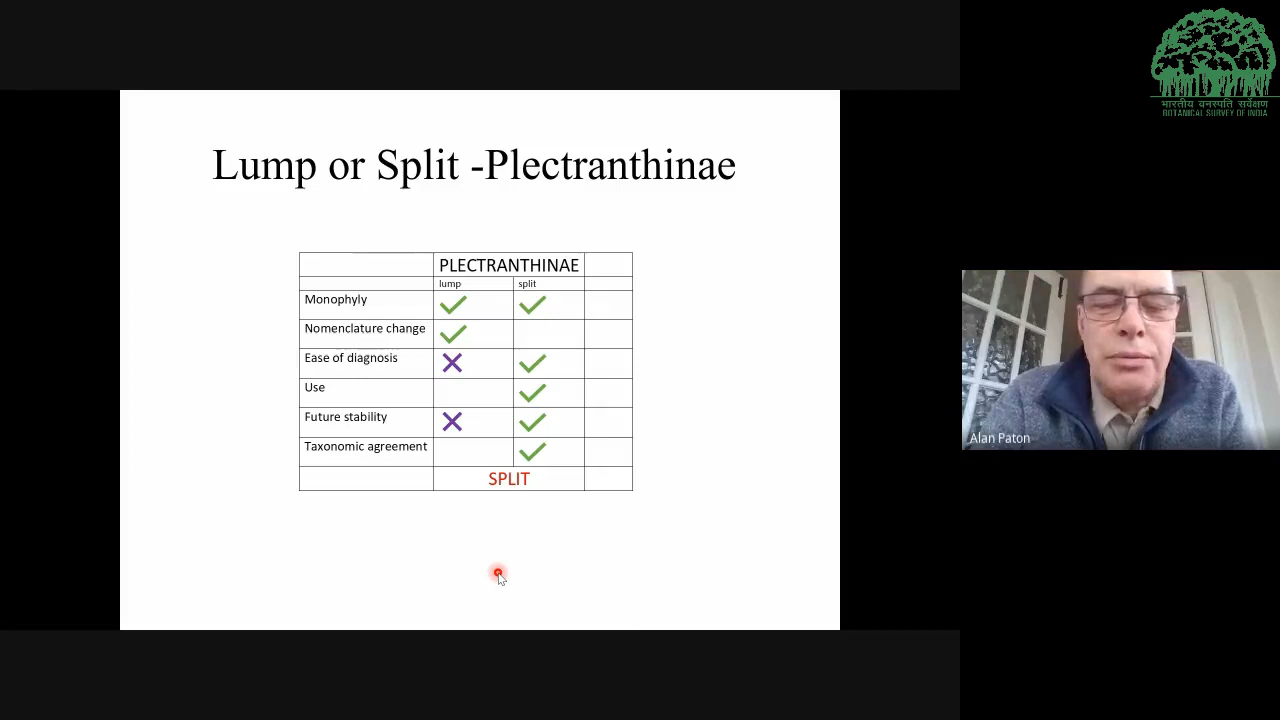 भारतीय वनस्पति सर्वेक्षण
BOTANICAL SURVEY OF INDIA
Lump or Split -Plectranthinae
PLECTRANTHINAE
lump split
Monophyly
Nomenclature change
Ease of diagnosis
Use
Future stability
Taxonomic agreement
SPLIT
Alan Paton